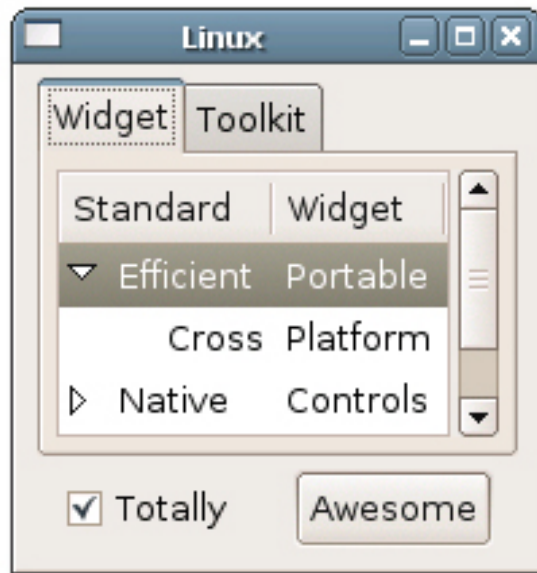 Linux
Widget Toolkit
Standard Widget
Efficient Portable
Cross Platform
Native Controls
Totally Awesome